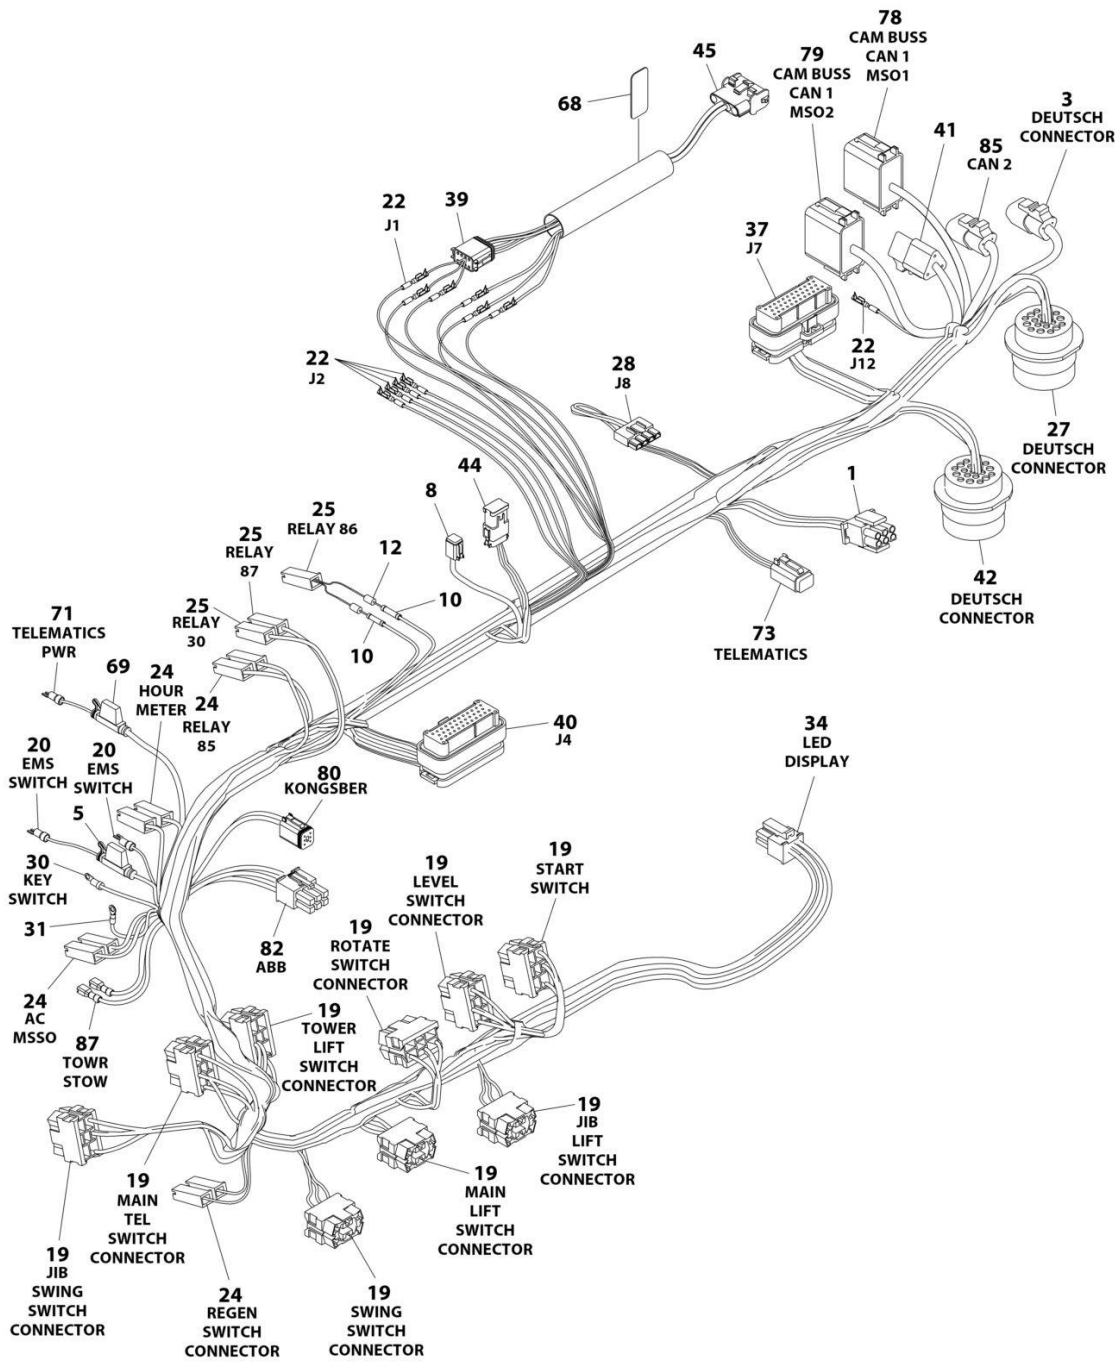 78
CAM BUSS
CAN 1
MSO1
79
CAM BUSS
CAN 1
MSO2
45
68
3
DEUTSCH
CONNECTOR
41
85
CAN 2
22
J1
39
37
J7
22
J12
22
J2
28
J8
27
DEUTSCH
CONNECTOR
44
8
1
25
RELAY 86
25
RELAY
87
12
10
10
42
DEUTSCH
CONNECTOR
73
TELEMATICS
25
RELAY
30
71
TELEMATICS
PWR
69
24
HOUR
METER
24
RELAY
85
40
J4
34
LED
DISPLAY
20
EMS
SWITCH
20
EMS
SWITCH
80
KONGSBER
5
30
KEY
SWITCH
31
19
LEVEL
SWITCH
CONNECTOR
19
START
SWITCH
19
ROTATE
SWITCH
CONNECTOR
82
ABB
24
AC
MSSO
87
TOWR
STOW
19
TOWER
LIFT
SWITCH
CONNECTOR
19
JIB
LIFT
SWITCH
CONNECTOR
19
MAIN
LIFT
SWITCH
CONNECTOR
19
MAIN
TEL
SWITCH
CONNECTOR
19
JIB
SWING
SWITCH
CONNECTOR
24
REGEN
SWITCH
CONNECTOR
19
SWING
SWITCH
CONNECTOR